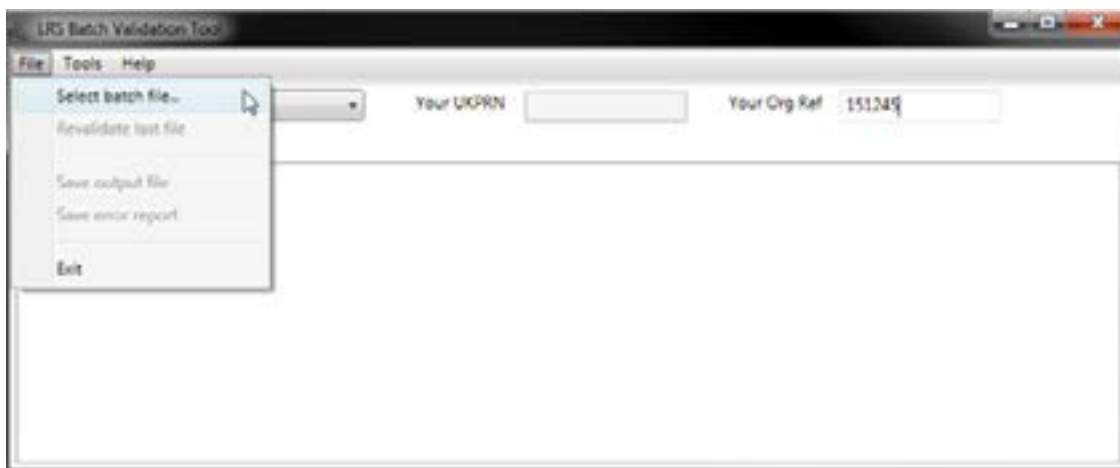 LRS Batch Validation Tool
File Tools Help
Select batch file... Your UKPRN Your Org Ref 151245
Revalidate last file
Save output file
Save error report
Exit